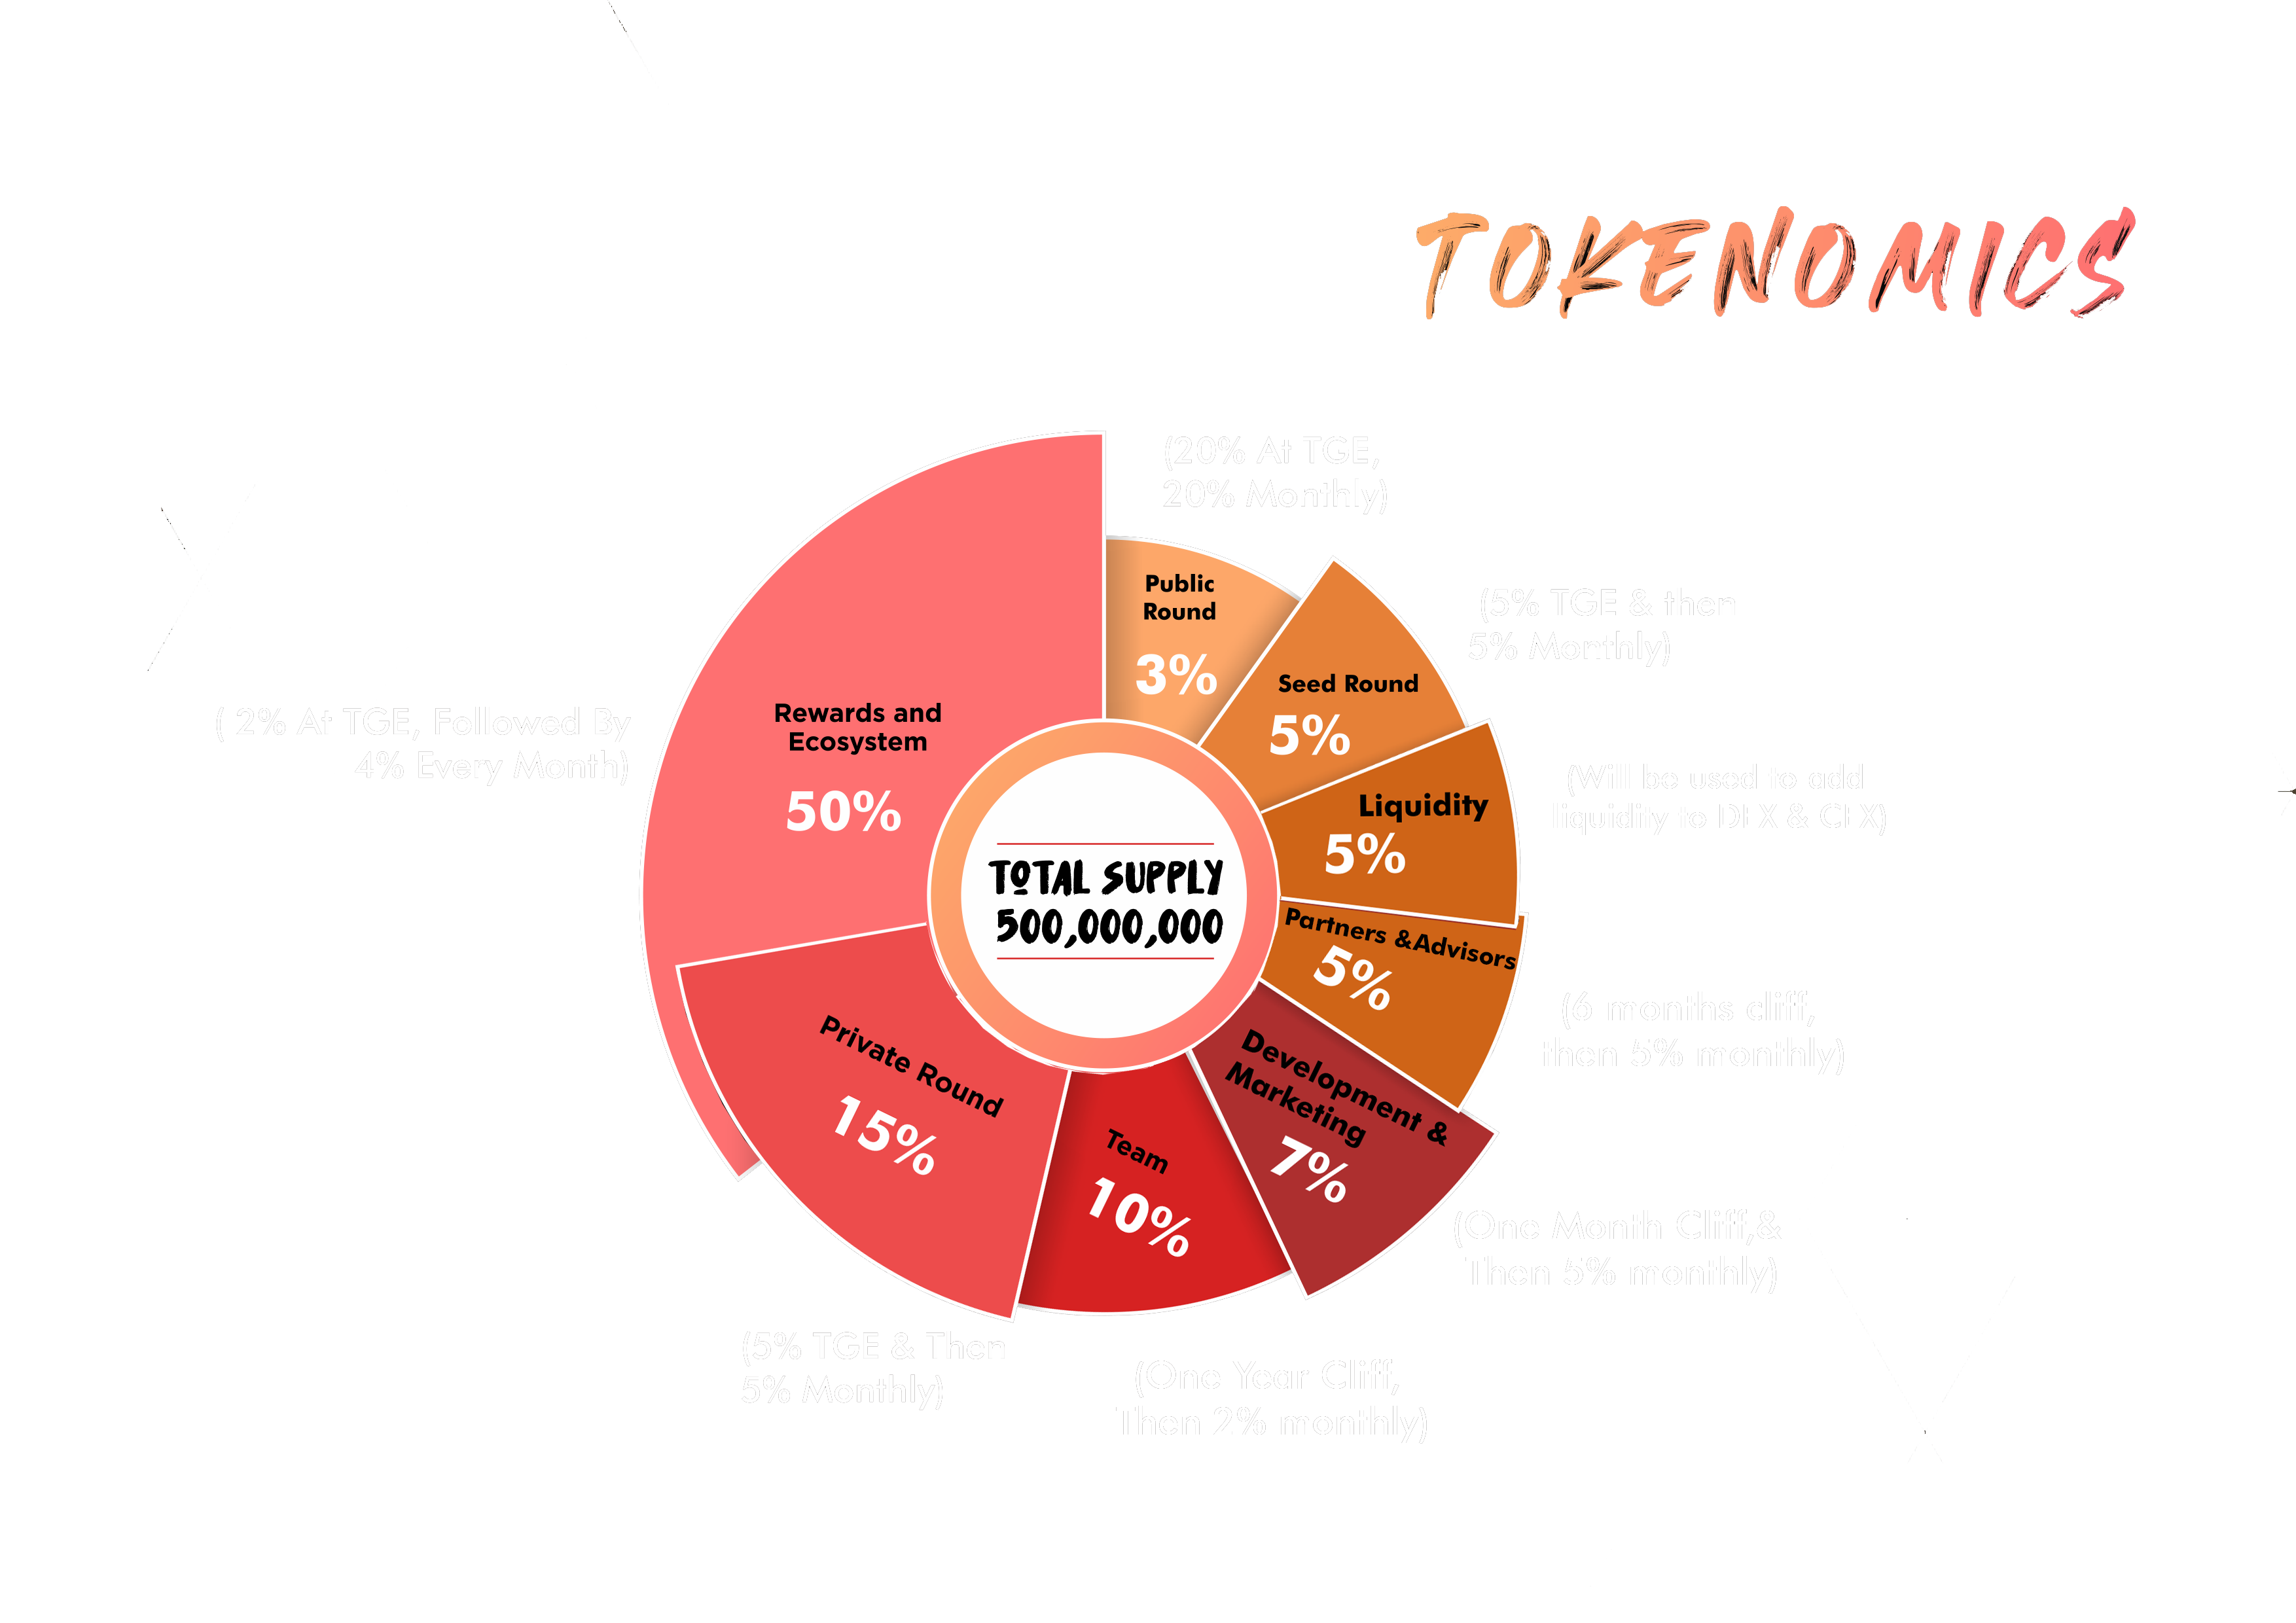 TOKENOMICS
(20% At TGE,
20% Monthly)
Public
Round
3%
(5% TGE & then
5% Monthly)
Seed Round
5%
(Will be used to add
liquidity to DEX & CEX)
Liquidity
5%
Partners &Advisors
5%
(6 months cliff,
then 5% monthly)
Development &
Marketing
7%
(One Month Cliff,&
Then 5% monthly)
Team
10%
(One Year Cliff,
Then 2% monthly)
Private Round
15%
(5% TGE & Then
5% Monthly)
Rewards and
Ecosystem
50%
( 2% At TGE, Followed By
4% Every Month)
TOTAL SUPPLY
500,000,000